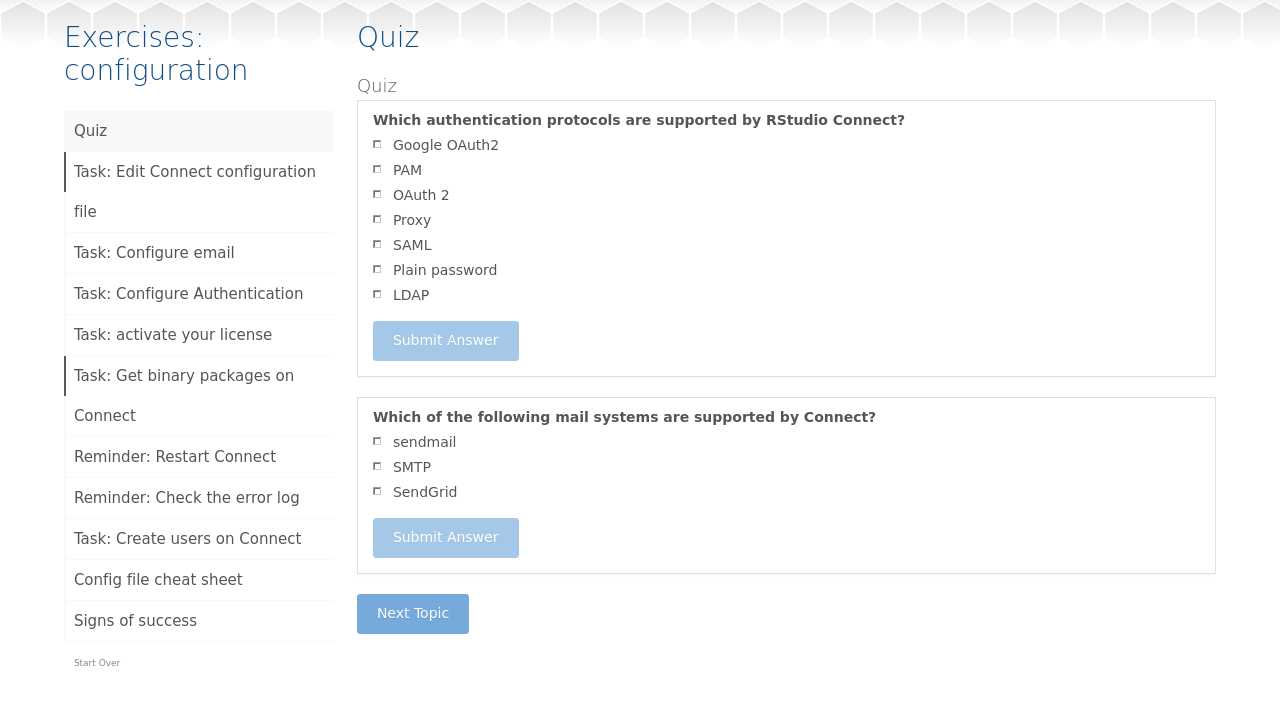 Exercises:
configuration
Quiz
Task: Edit Connect configuration
file
Task: Configure email
Task: Configure Authentication
Task: activate your license
Task: Get binary packages on
Connect
Reminder: Restart Connect
Reminder: Check the error log
Task: Create users on Connect
Config file cheat sheet
Signs of success
Start Over
Quiz
Quiz
Which authentication protocols are supported by RStudio Connect?
Google OAuth2
PAM
OAuth 2
Proxy
SAML
Plain password
LDAP
Submit Answer
Which of the following mail systems are supported by Connect?
sendmail
SMTP
SendGrid
Submit Answer
Next Topic